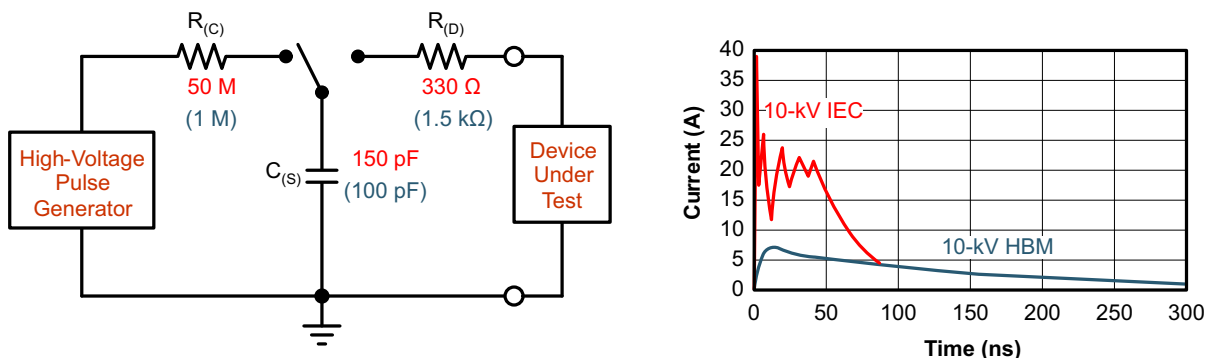 R(C)
50 M
(1 M)
R(D)
330 Ω
(1.5 kΩ)
High-Voltage
Pulse
Generator
C(S)
150 pF
(100 pF)
Device
Under
Test
Current (A)
40
35
30
25
20
15
10
5
0
10-kV IEC
10-kV HBM
0
50
100
150
200
250
300
Time (ns)